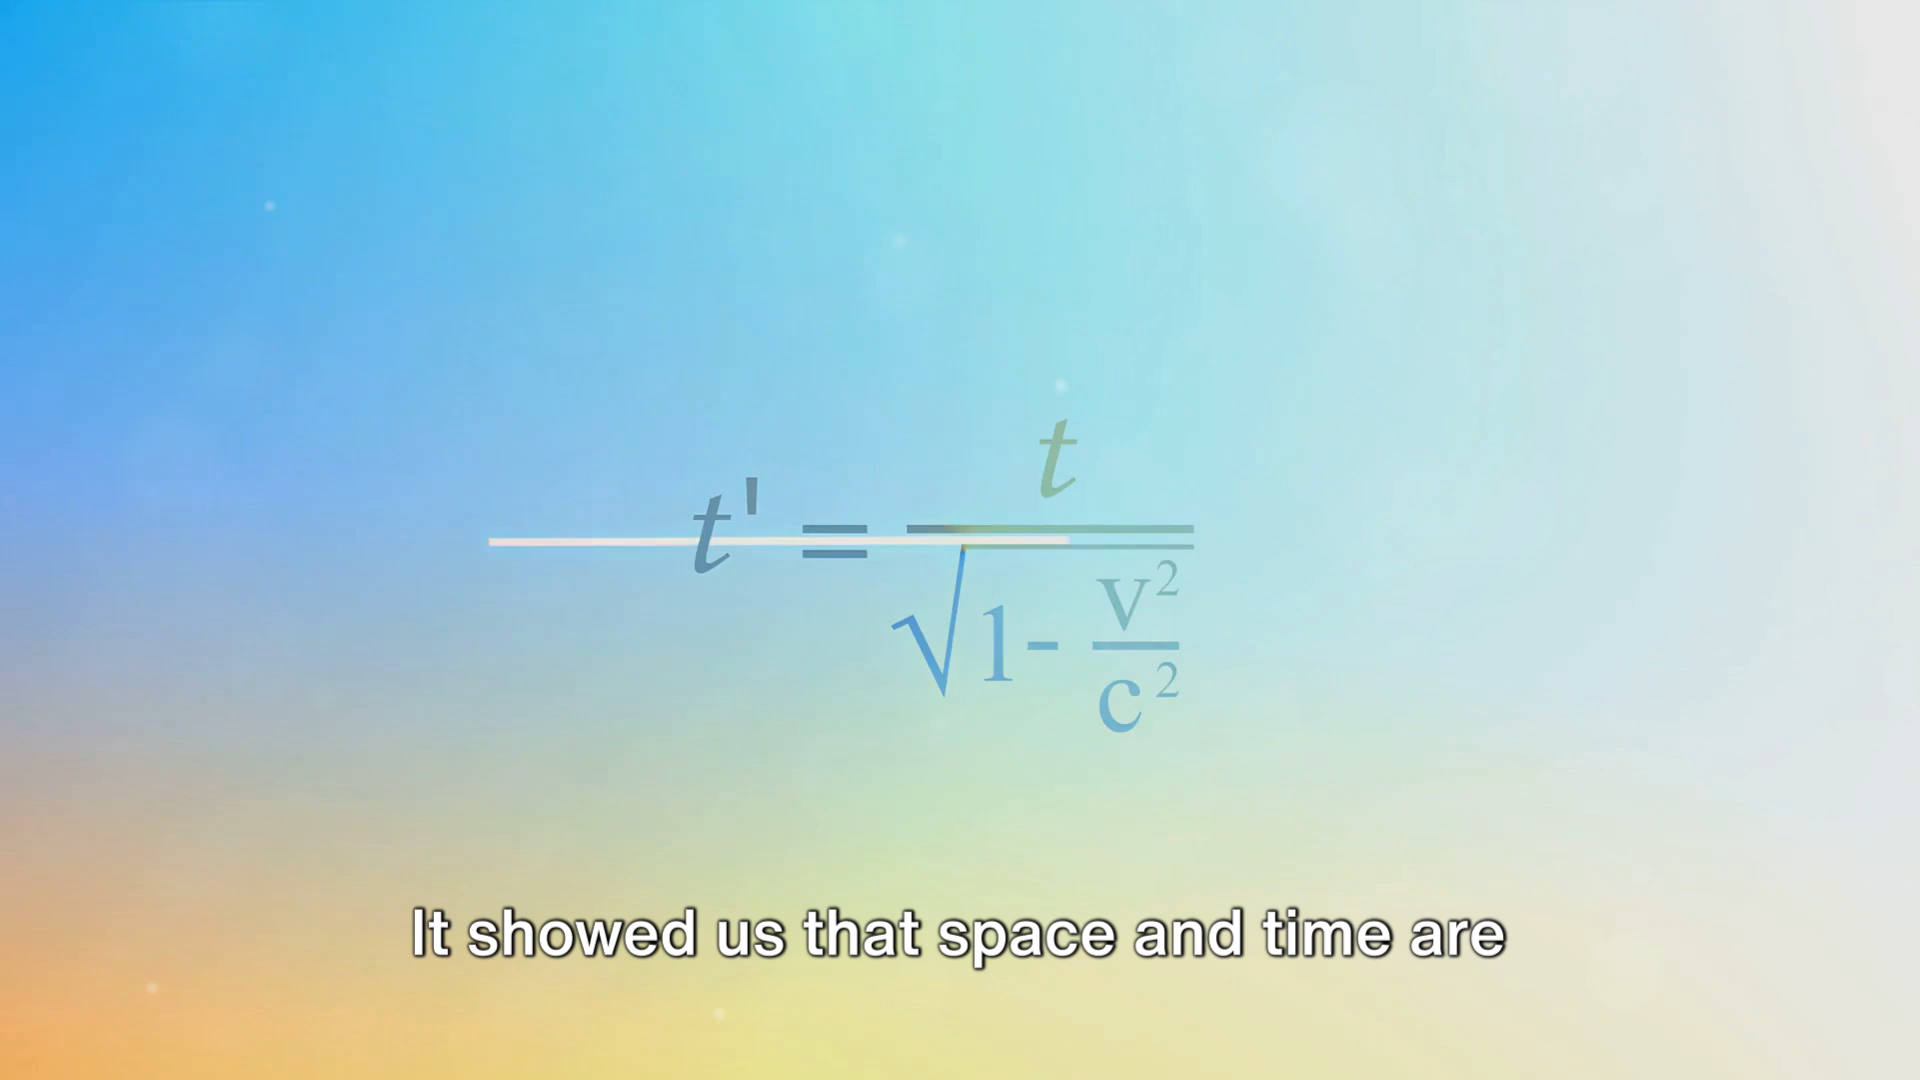 t' = t / √1- v²/c²
It showed us that space and time are